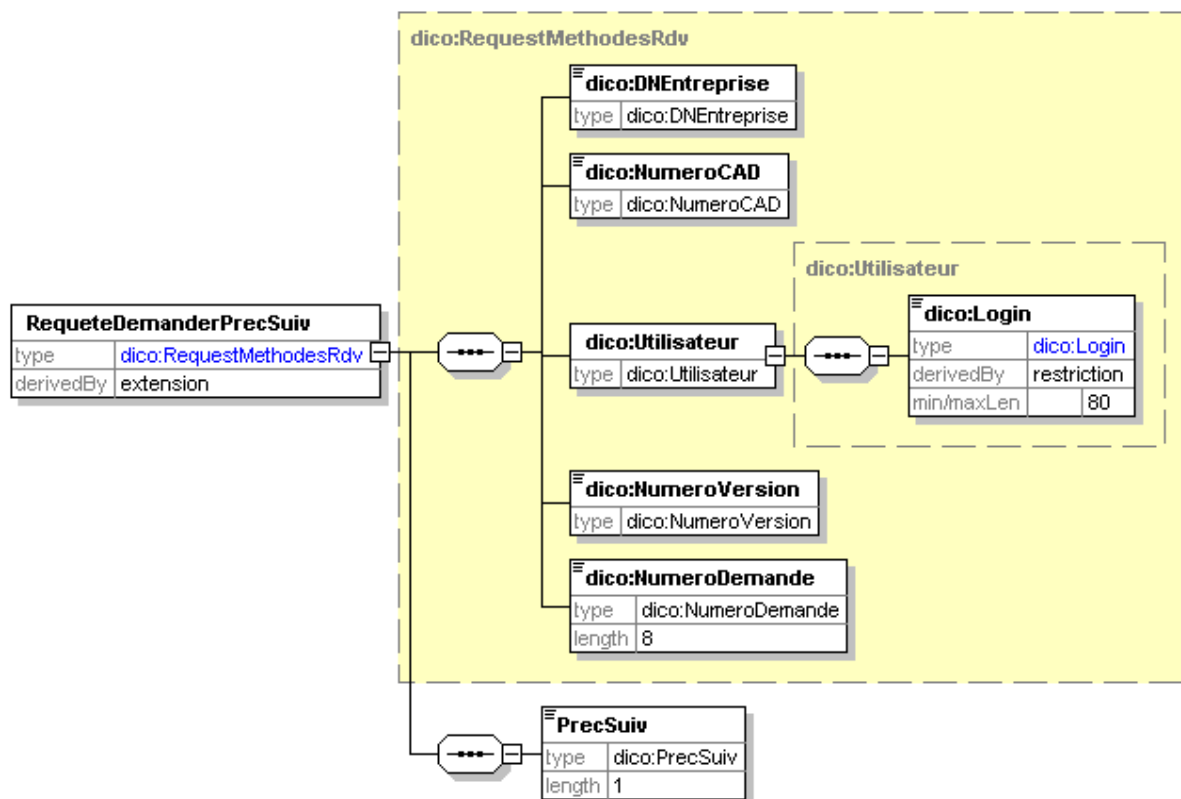 dico:RequestMethodesRdv
dico:DNEntreprise
type dico:DNEntreprise
dico:NumeroCAD
type dico:NumeroCAD
dico:Utilisateur
dico:Login
type dico:Login
derivedBy restriction
min/maxLen 80
RequeteDemanderPrecSuiv
type dico:RequestMethodesRdv
derivedBy extension
dico:Utilisateur
type dico:Utilisateur
dico:NumeroVersion
type dico:NumeroVersion
dico:NumeroDemande
type dico:NumeroDemande
length 8
PrecSuiv
type dico:PrecSuiv
length 1